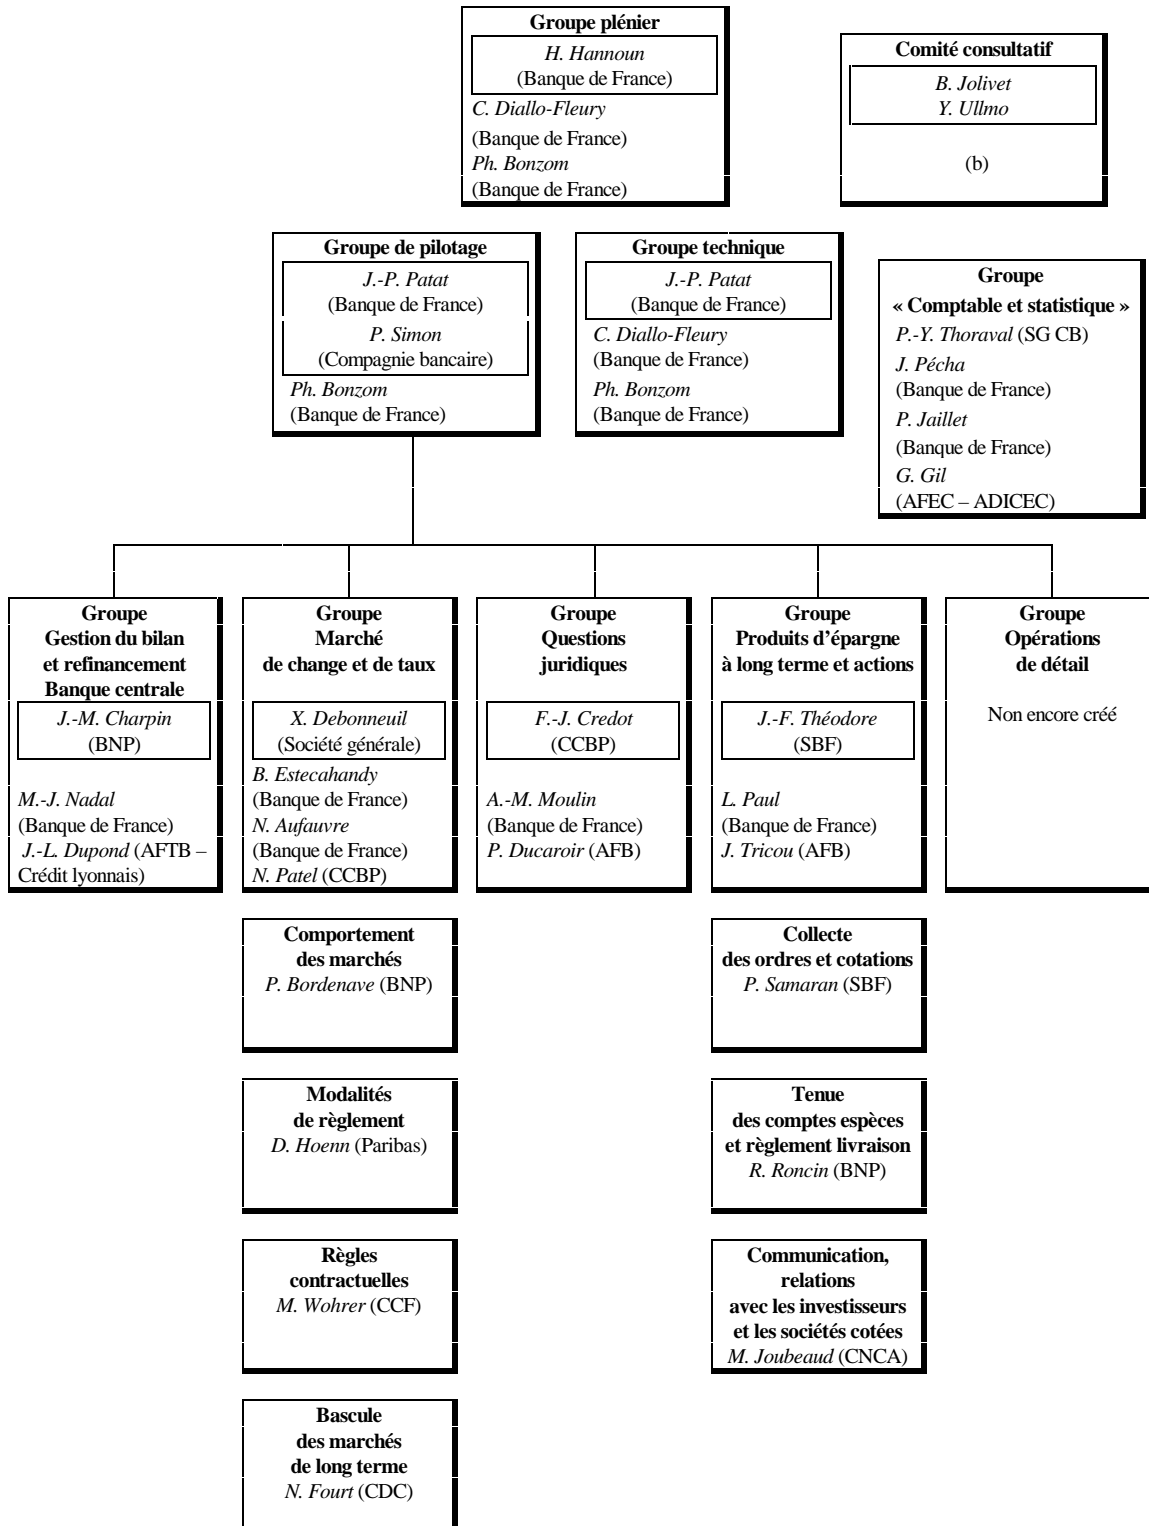 Groupe plénier
H. Hannoun
(Banque de France)
C. Diallo-Fleury
(Banque de France)
Ph. Bonzom
(Banque de France)
Comité consultatif
B. Jolivet
Y. Ullmo
(b)
Groupe de pilotage
J.-P. Patat
(Banque de France)
P. Simon
(Compagnie bancaire)
Ph. Bonzom
(Banque de France)
Groupe technique
J.-P. Patat
(Banque de France)
C. Diallo-Fleury
(Banque de France)
Ph. Bonzom
(Banque de France)
Groupe
« Comptable et statistique »
P.-Y. Thoraval (SG CB)
J. Pécha
(Banque de France)
P. Jaillet
(Banque de France)
G. Gil
(AFEC – ADICEC)
Groupe
Gestion du bilan
et refinancement
Banque centrale
J.-M. Charpin
(BNP)
M.-J. Nadal
(Banque de France)
J.-L. Dupond (AFTB –
Crédit lyonnais)
Groupe
Marché
de change et de taux
X. Debonneuil
(Société générale)
B. Estecahandy
(Banque de France)
N. Aufauvre
(Banque de France)
N. Patel (CCBP)
Groupe
Questions
juridiques
F.-J. Credot
(CCBP)
A.-M. Moulin
(Banque de France)
P. Ducaroir (AFB)
Groupe
Produits d'épargne
à long terme et actions
J.-F. Théodore
(SBF)
L. Paul
(Banque de France)
J. Tricou (AFB)
Groupe
Opérations
de détail
Non encore créé
Comportement
des marchés
P. Bordenave (BNP)
Collecte
des ordres et cotations
P. Samaran (SBF)
Modalités
de règlement
D. Hoenn (Paribas)
Tenue
des comptes espèces
et règlement livraison
R. Roncin (BNP)
Règles
contractuelles
M. Wohrer (CCF)
Communication,
relations
avec les investisseurs
et les sociétés cotées
M. Joubeaud (CNCA)
Bascule
des marchés
de long terme
N. Fourt (CDC)